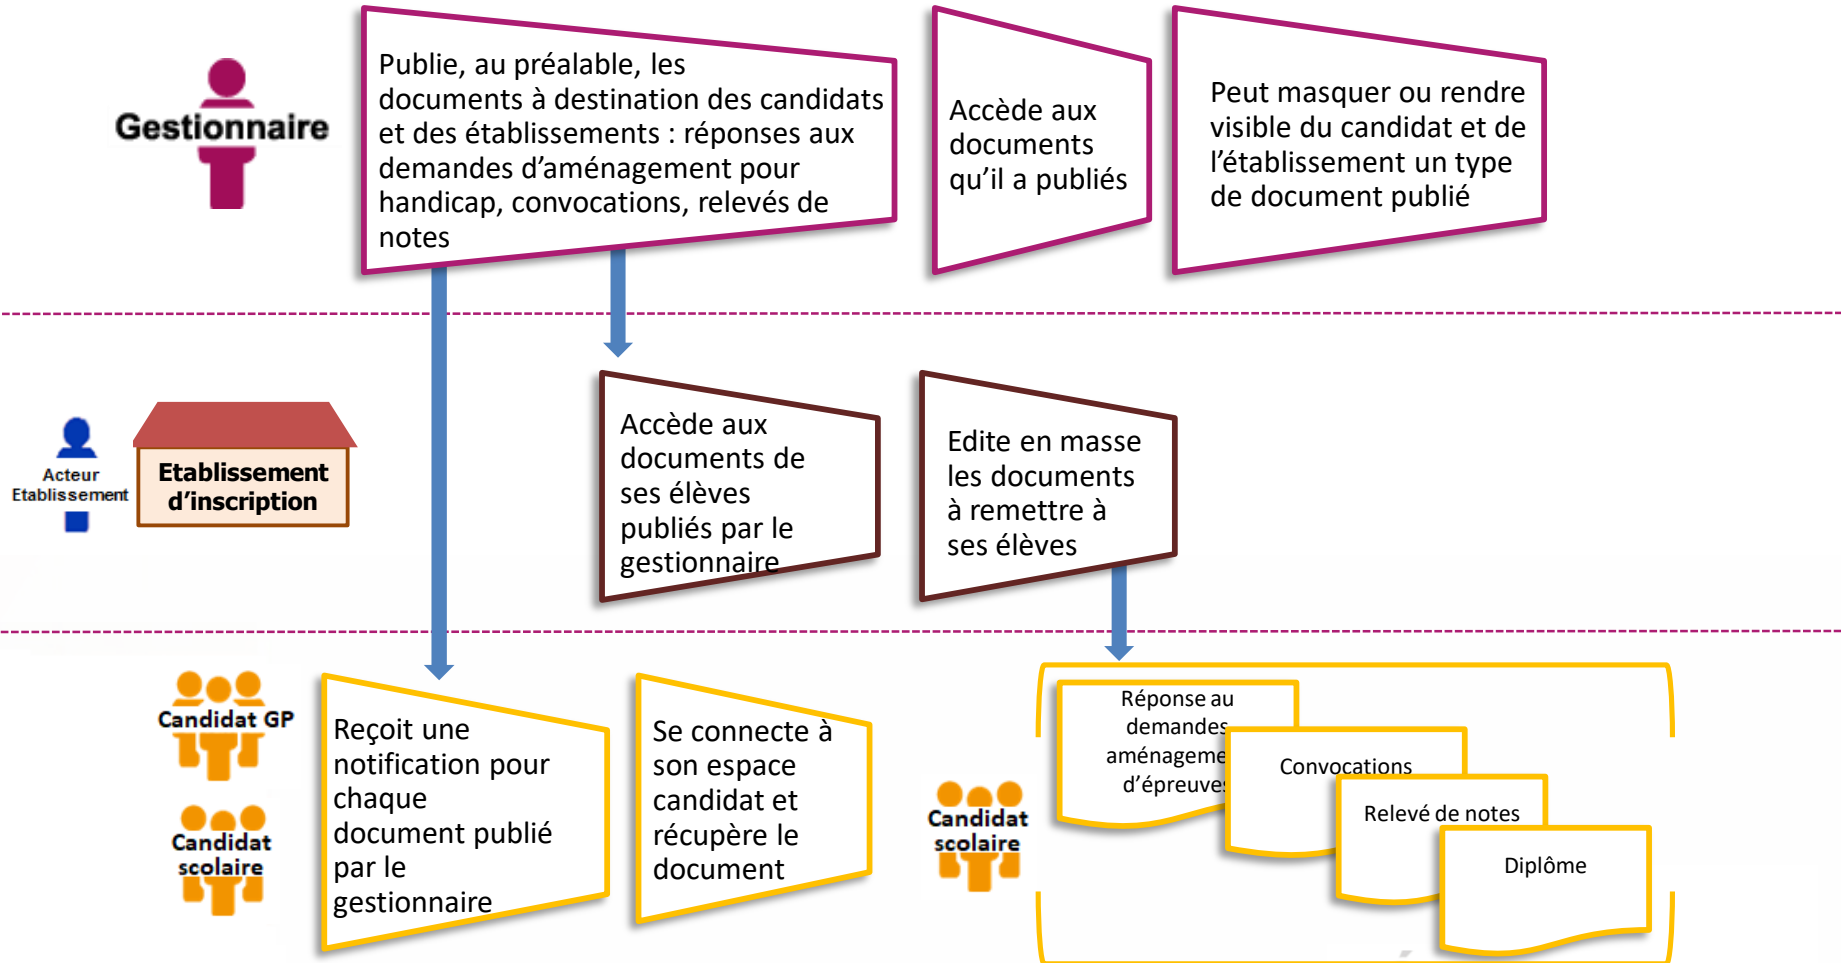 Gestionnaire
Publie, au préalable, les
documents à destination des candidats
et des établissements : réponses aux
demandes d’aménagement pour
handicap, convocations, relevés de
notes
Accède aux
documents
qu’il a publiés
Peut masquer ou rendre
visible du candidat et de
l’établissement un type
de document publié
Acteur
Etablissement
Etablissement
d’inscription
Accède aux
documents de
ses élèves
publiés par le
gestionnaire
Edite en masse
les documents
à remettre à
ses élèves
Candidat GP
Candidat
scolaire
Reçoit une
notification pour
chaque
document publié
par le
gestionnaire
Se connecte à
son espace
candidat et
récupère le
document
Candidat
scolaire
Réponse au
demandes
aménageme
d’épreuves
Convocations
Relevé de notes
Diplôme